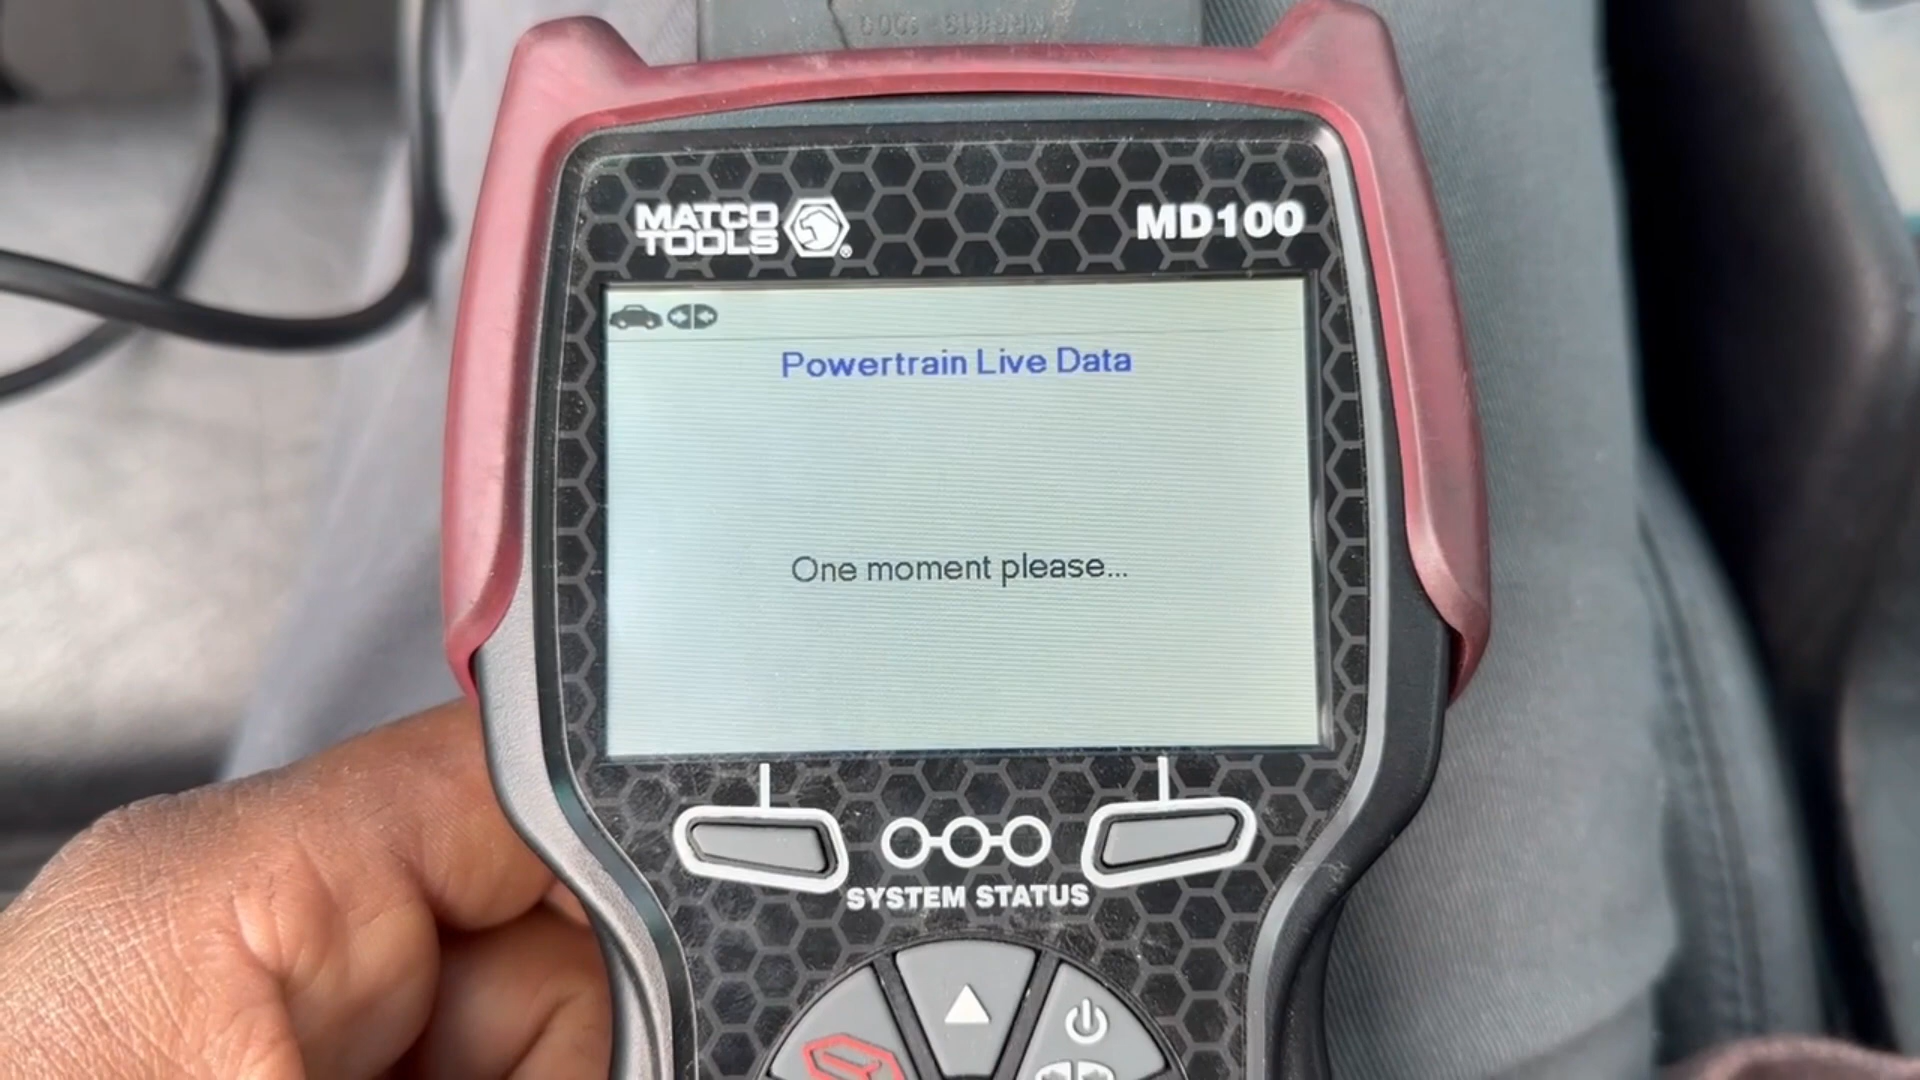 MATCO
TOOLS
®
MD100
Powertrain Live Data
One moment please...
SYSTEM STATUS